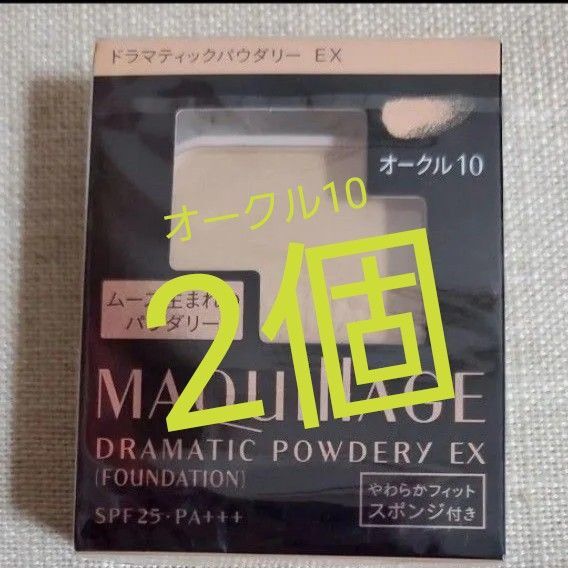 ドラマティックパウダリー EX
オークル10
オークル10
2個
ムース生まれの
パウダリー
MAQuillAGE
DRAMATIC POWDERY EX
(FOUNDATION)
SPF25・PA+++
やわらかフィット
スポンジ付き